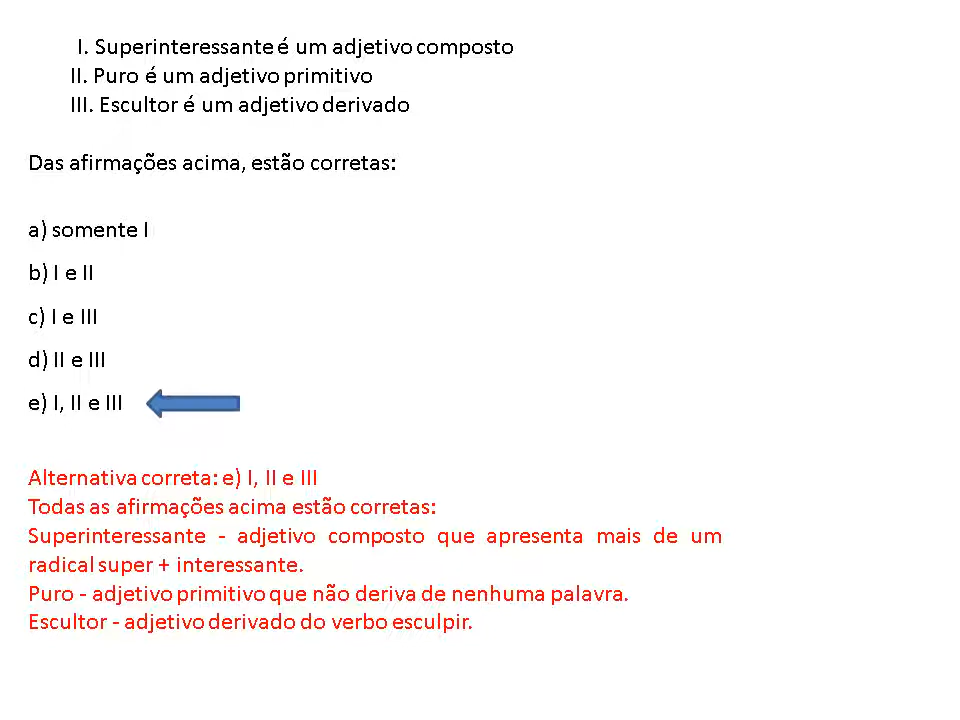 I. Superinteressante é um adjetivo composto
II. Puro é um adjetivo primitivo
III. Escultor é um adjetivo derivado
Das afirmações acima, estão corretas:
a) somente I
b) I e II
c) I e III
d) II e III
e) I, II e III
Alternativa correta: e) I, II e III
Todas as afirmações acima estão corretas:
Superinteressante - adjetivo composto que apresenta mais de um
radical super + interessante.
Puro - adjetivo primitivo que não deriva de nenhuma palavra.
Escultor - adjetivo derivado do verbo esculpir.